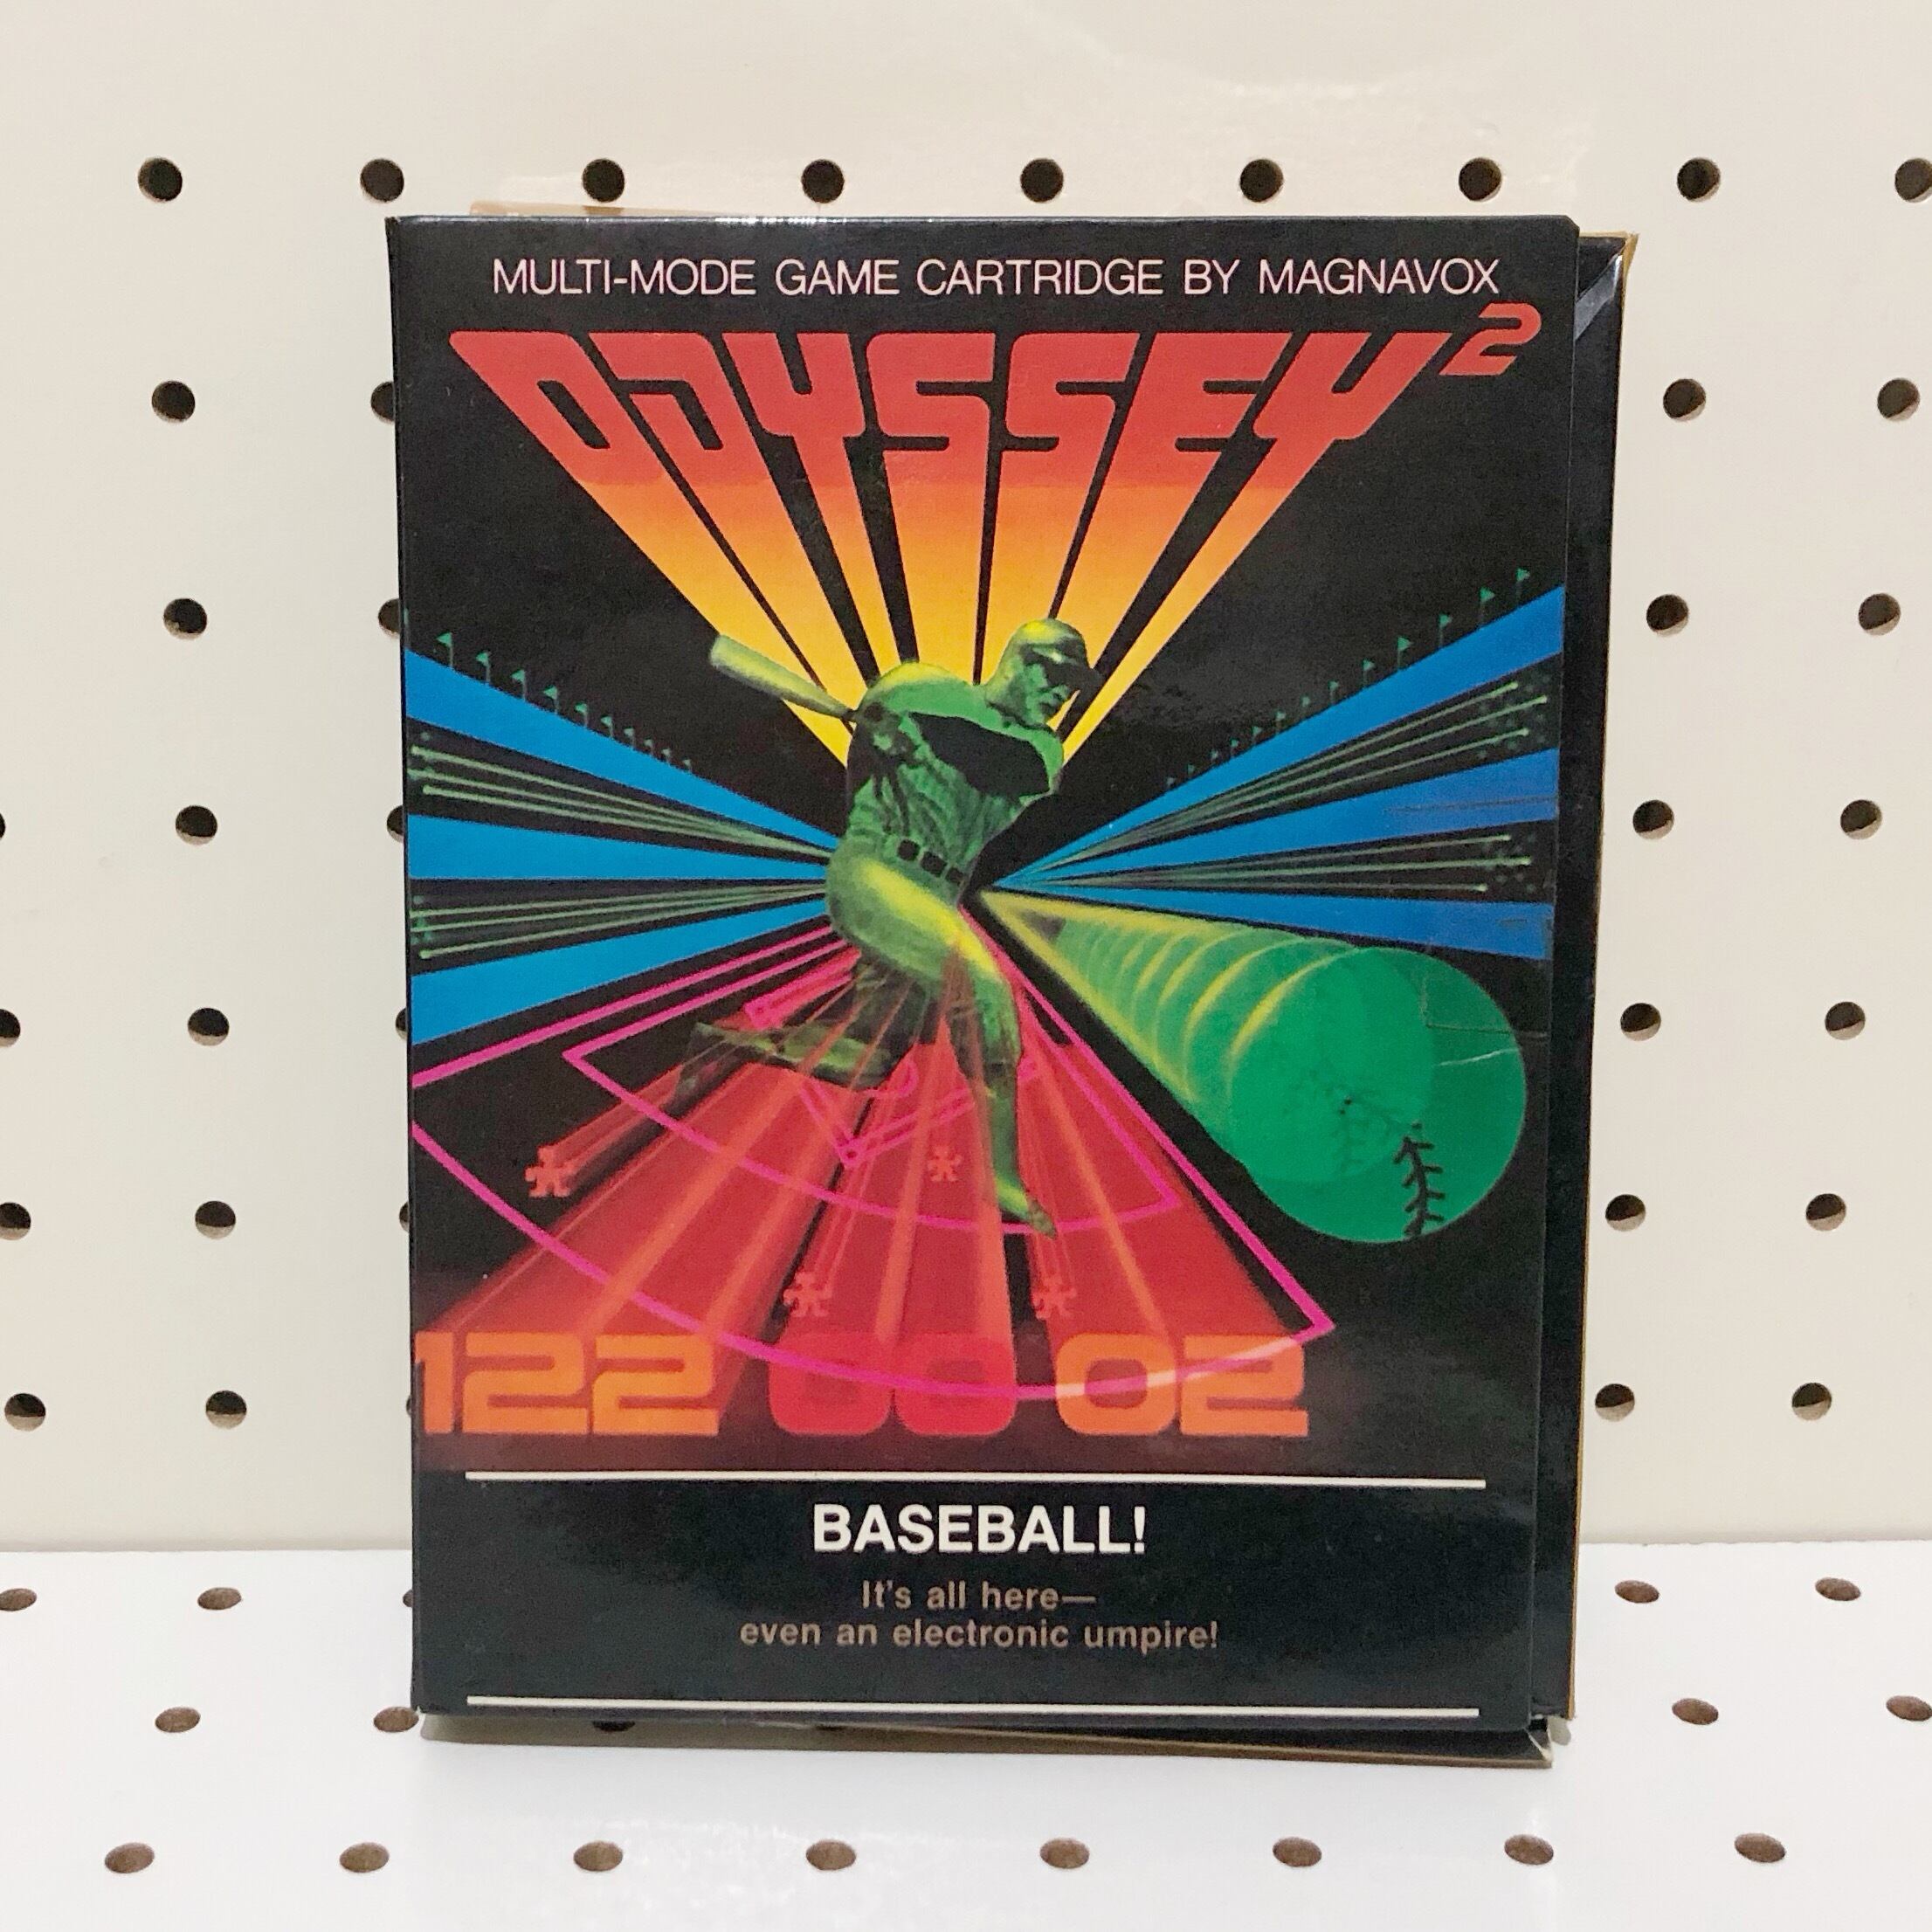 MULTI-MODE GAME CARTRIDGE BY MAGNAVOX
ODYSSEY²
122 00 02
BASEBALL!
It's all here—
even an electronic umpire!